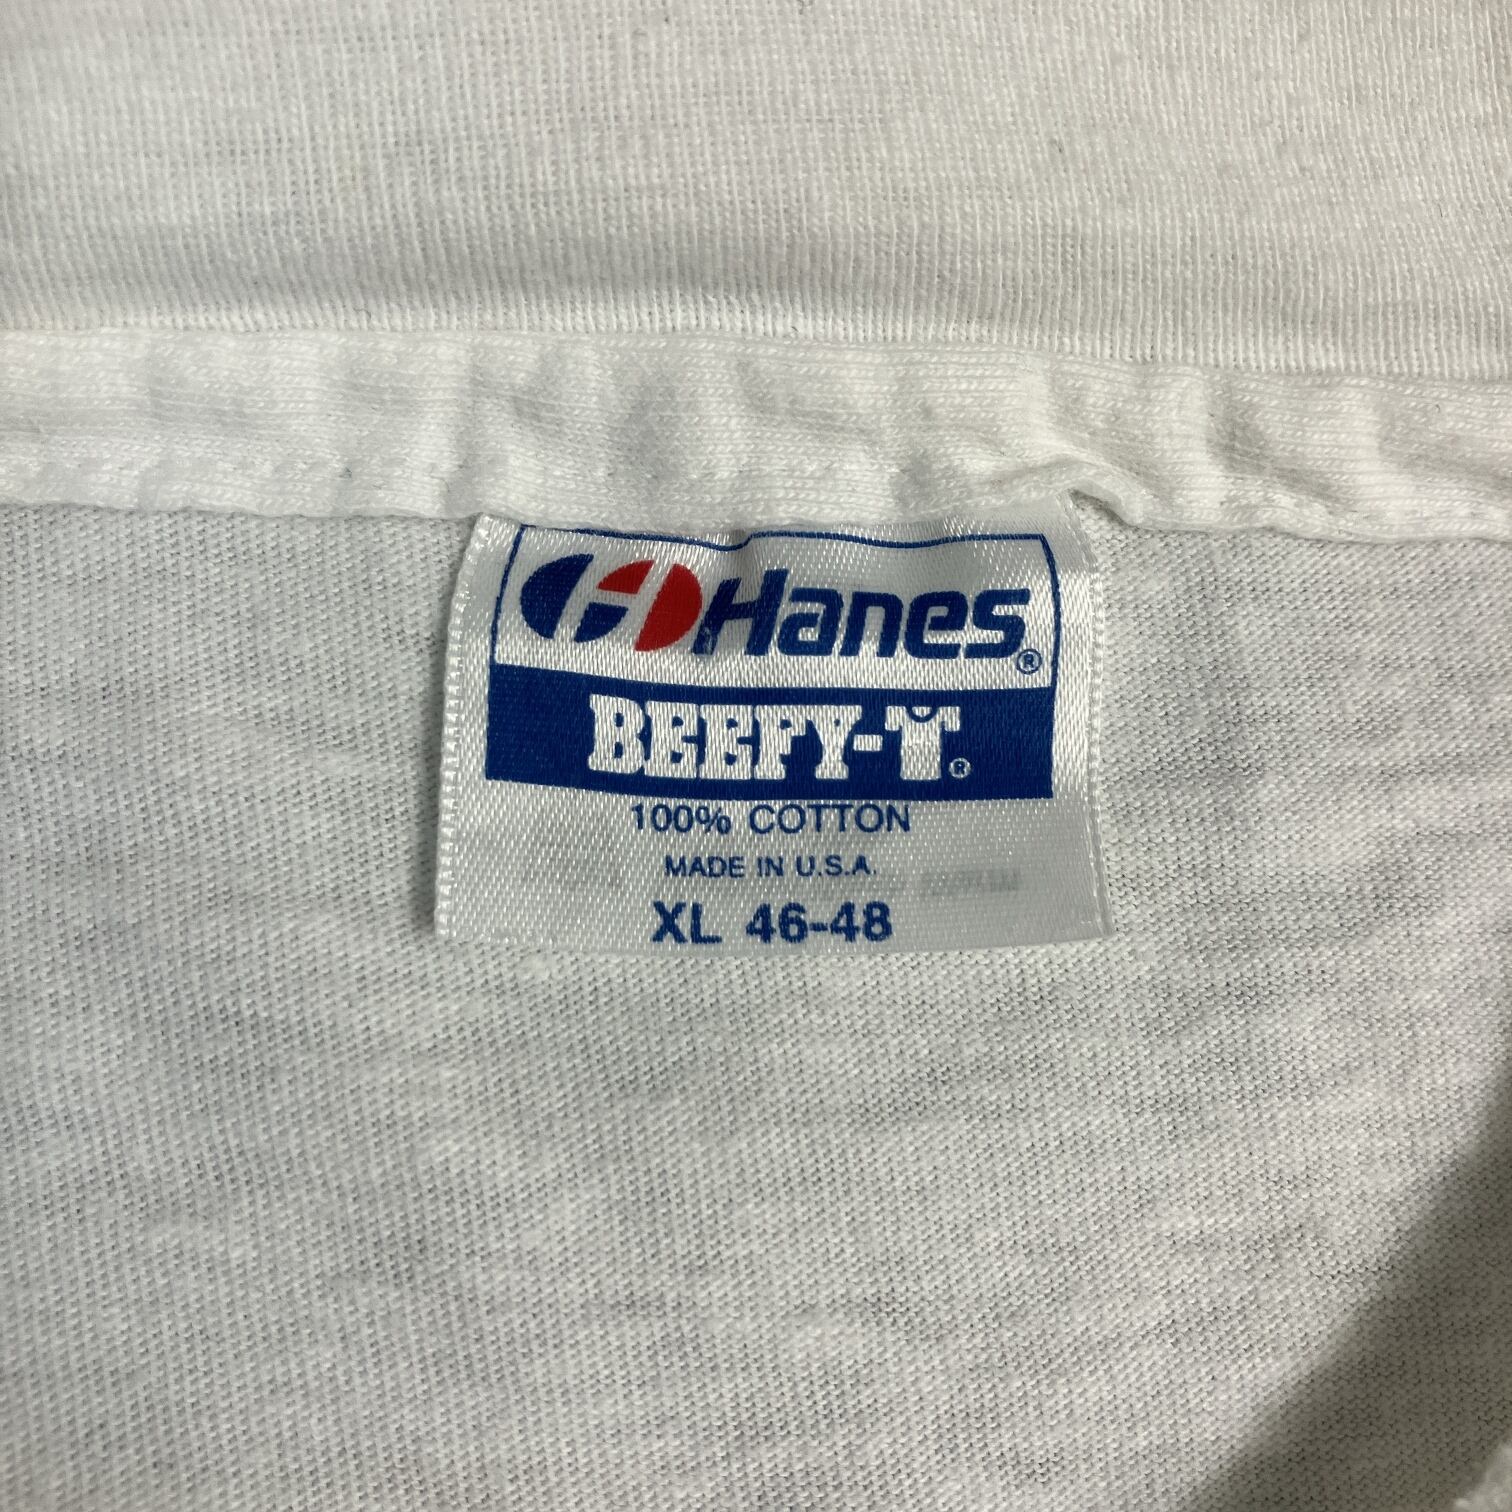 Hanes®
BEEFY-T®
100% COTTON
MADE IN U.S.A.
XL 46-48